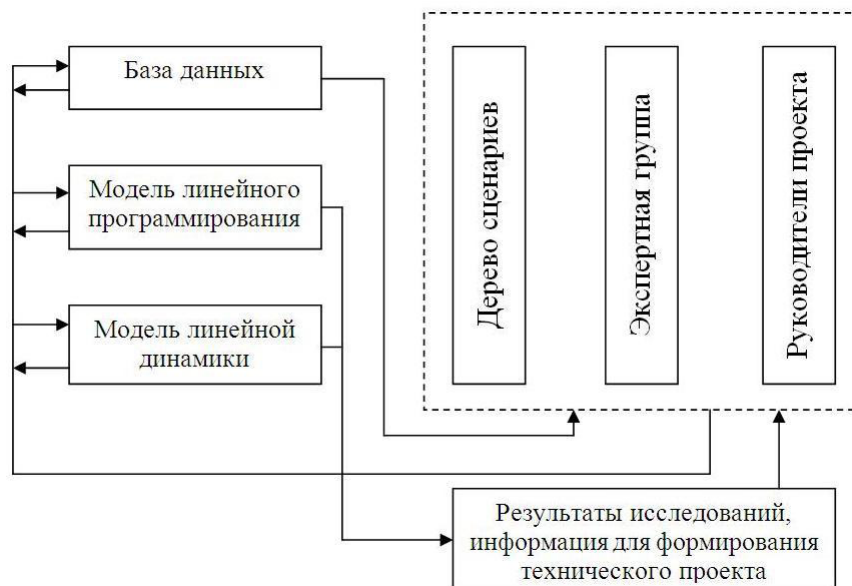 База данных
Модель линейного
программирования
Модель линейной
динамики
Дерево сценариев
Экспертная группа
Руководители проекта
Результаты исследований,
информация для формирования
технического проекта